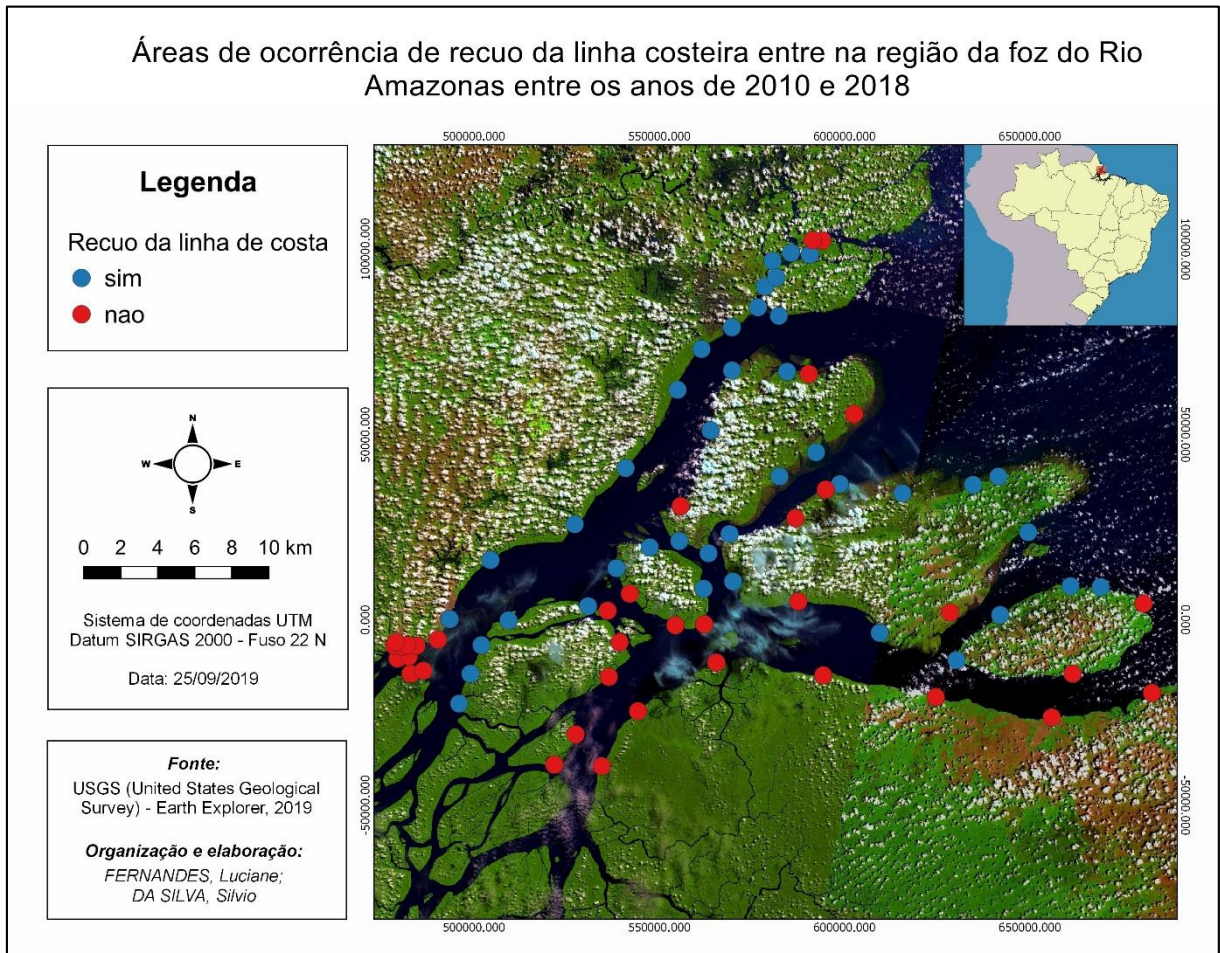 Áreas de ocorrência de recuo da linha costeira entre na região da foz do Rio
Amazonas entre os anos de 2010 e 2018
Legenda
Recuo da linha de costa
sim
nao
N
W E
S
0 2 4 6 8 10 km
Sistema de coordenadas UTM
Datum SIRGAS 2000 - Fuso 22 N
Data: 25/09/2019
Fonte:
USGS (United States Geological
Survey) - Earth Explorer, 2019
Organização e elaboração:
FERNANDES, Luciane;
DA SILVA, Silvio
500000.000 550000.000 600000.000 650000.000
100000.000
50000.000
0.000
-50000.000
100000.000
50000.000
0.000
-50000.000
500000.000 550000.000 600000.000 650000.000